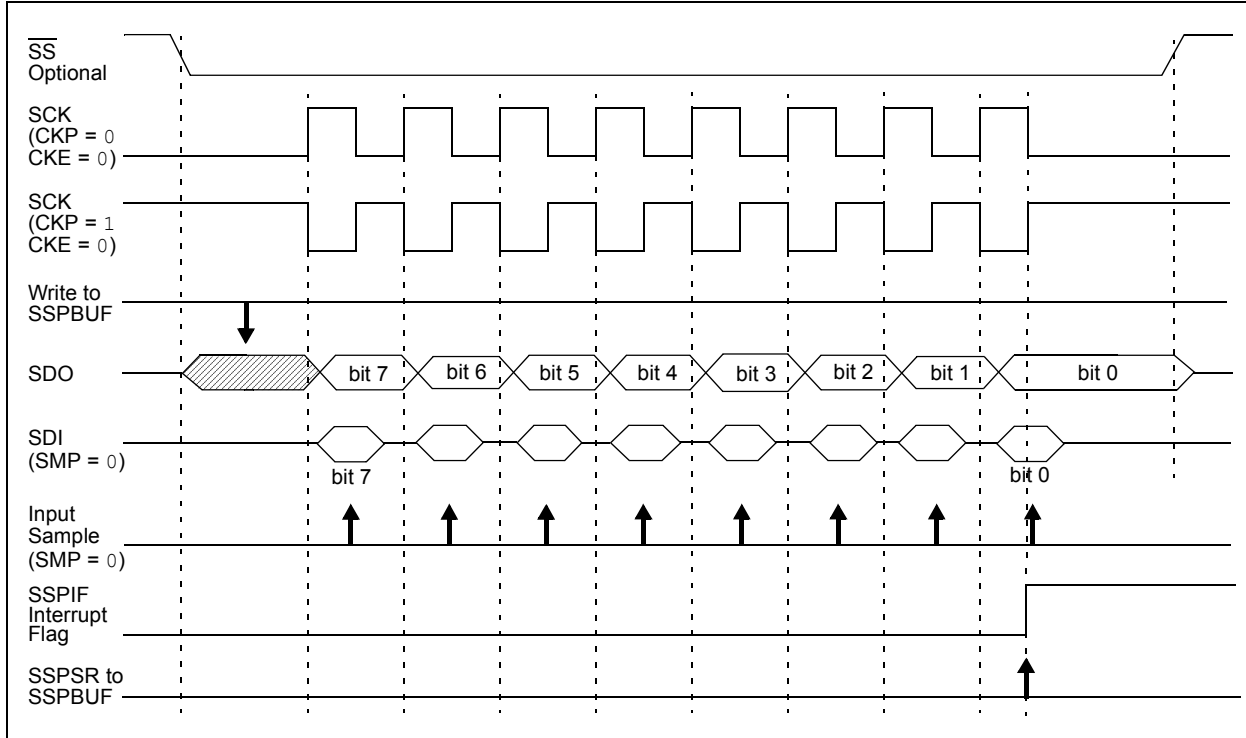 SS
Optional
SCK
(CKP = 0
CKE = 0)
SCK
(CKP = 1
CKE = 0)
Write to
SSPBUF
SDO
bit 7
bit 6
bit 5
bit 4
bit 3
bit 2
bit 1
bit 0
SDI
(SMP = 0)
bit 7
bit 0
Input
Sample
(SMP = 0)
SSPIF
Interrupt
Flag
SSPSR to
SSPBUF